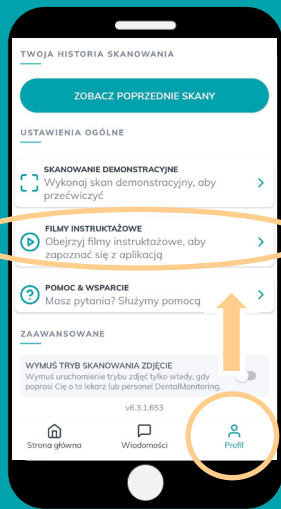 TWOJA HISTORIA SKANOWANIA
ZOBACZ POPRZEDNIE SKANY
USTAWIENIA OGÓLNE
SKANOWANIE DEMONSTRACYJNE
Wykonaj skan demonstracyjny, aby
przećwiczyć
FILMY INSTRUKTAŻOWE
Obejrzyj filmy instruktażowe, aby
zapoznać się z aplikacją
POMOC & WSPARCIE
Masz pytania? Służymy pomocą
ZAAWANSOWANE
WYMUŚ TRYB SKANOWANIA ZDJĘCIE
Wymuś uruchomienie trybu zdjęć tylko wtedy, gdy
poprosi Cię o to lekarz lub personel DentalMonitoring.
v6.3.1.653
Strona główna
Wiadomości
Profil